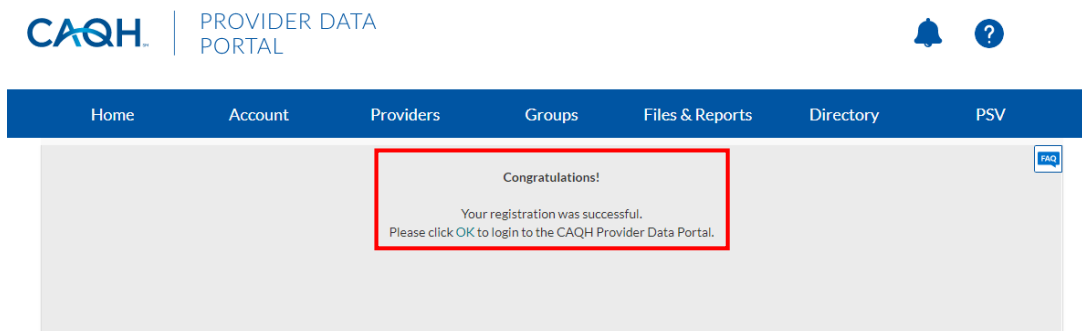 CAQH
PROVIDER DATA
PORTAL
?
Home Account Providers Groups Files & Reports Directory PSV
FAQ
Congratulations!
Your registration was successful.
Please click OK to login to the CAQH Provider Data Portal.